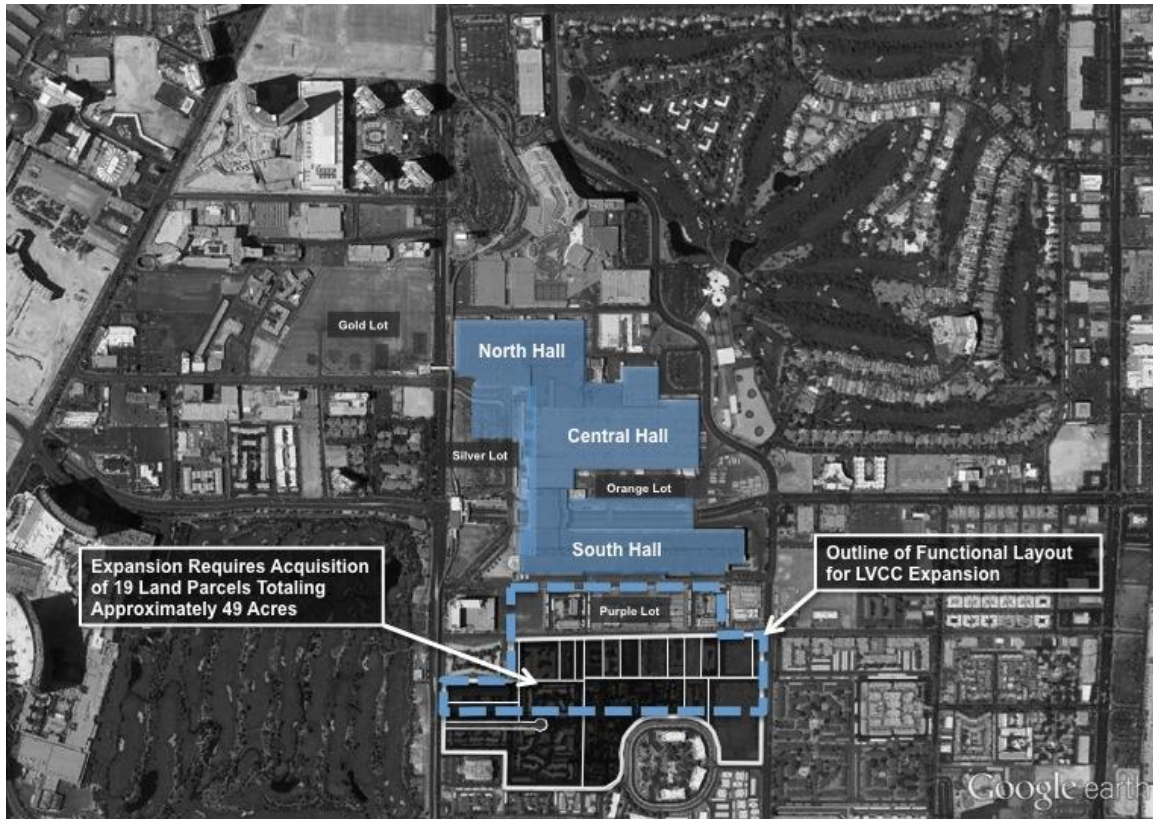 Gold Lot
North Hall
Central Hall
Silver Lot
Orange Lot
South Hall
Expansion Requires Acquisition
of 19 Land Parcels Totaling
Approximately 49 Acres
Outline of Functional Layout
for LVCC Expansion
Purple Lot
Google earth